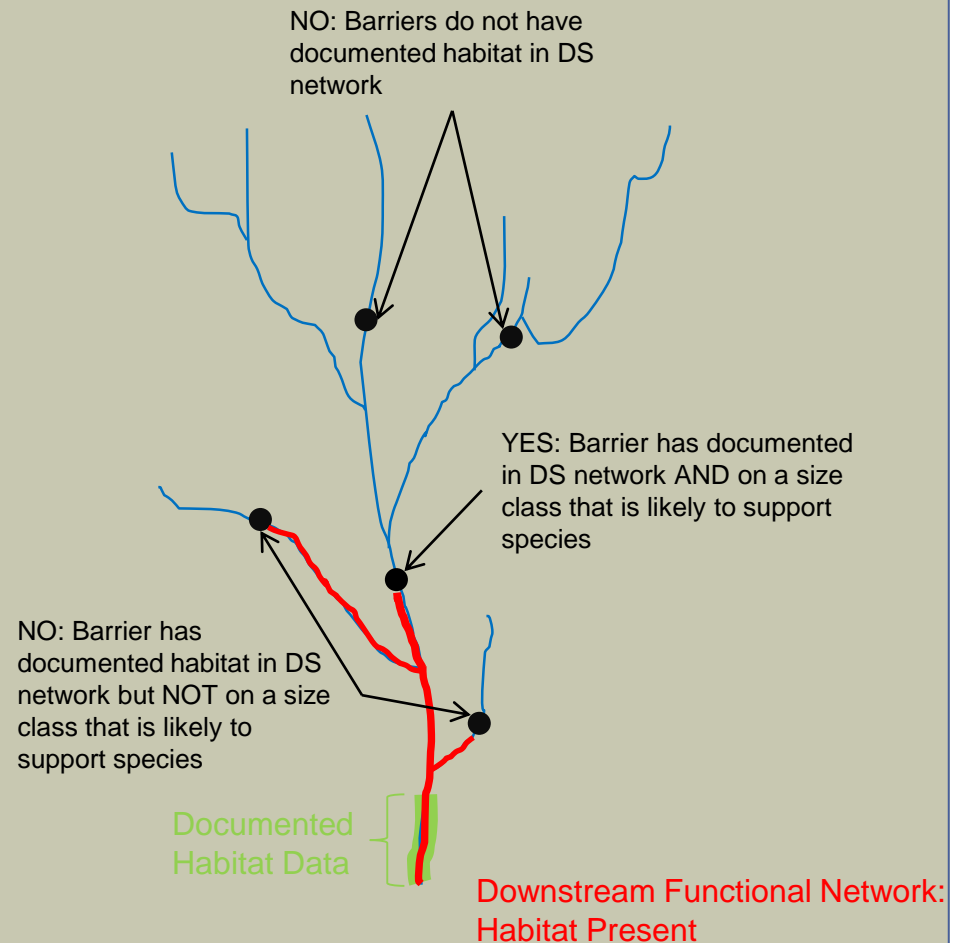 NO: Barriers do not have
documented habitat in DS
network
YES: Barrier has documented
in DS network AND on a size
class that is likely to support
species
NO: Barrier has
documented habitat in DS
network but NOT on a size
class that is likely to
support species
Documented
Habitat Data
Downstream Functional Network:
Habitat Present